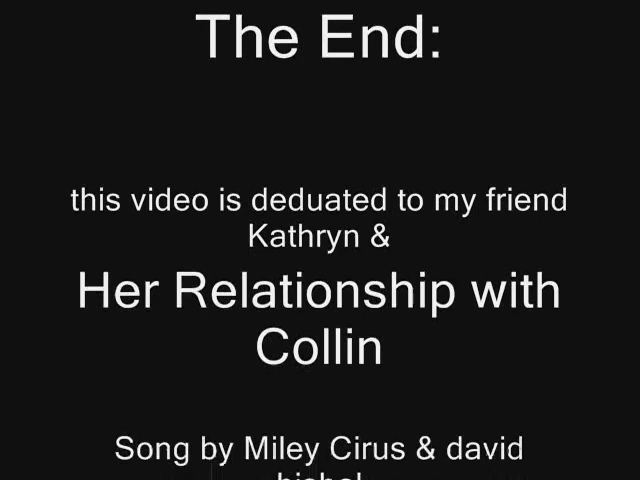 The End:
this video is deduated to my friend
Kathryn &
Her Relationship with
Collin
Song by Miley Cirus & david